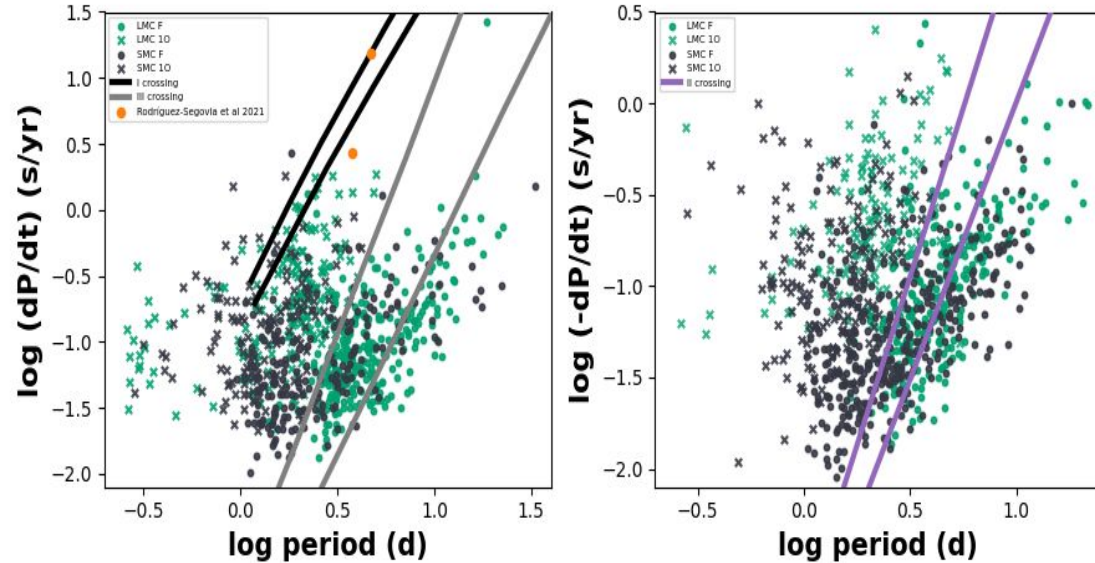 1.5
1.0
0.5
0.0
−0.5
−1.0
−1.5
−2.0
log (dP/dt) (s/yr)
LMC F
LMC 1O
SMC F
SMC 1O
I crossing
III crossing
Rodríguez-Segovia et al 2021
−0.5 0.0 0.5 1.0 1.5
log period (d)
0.5
0.0
−0.5
−1.0
−1.5
−2.0
log (-dP/dt) (s/yr)
LMC F
LMC 1O
SMC F
SMC 1O
II crossing
−0.5 0.0 0.5 1.0
log period (d)